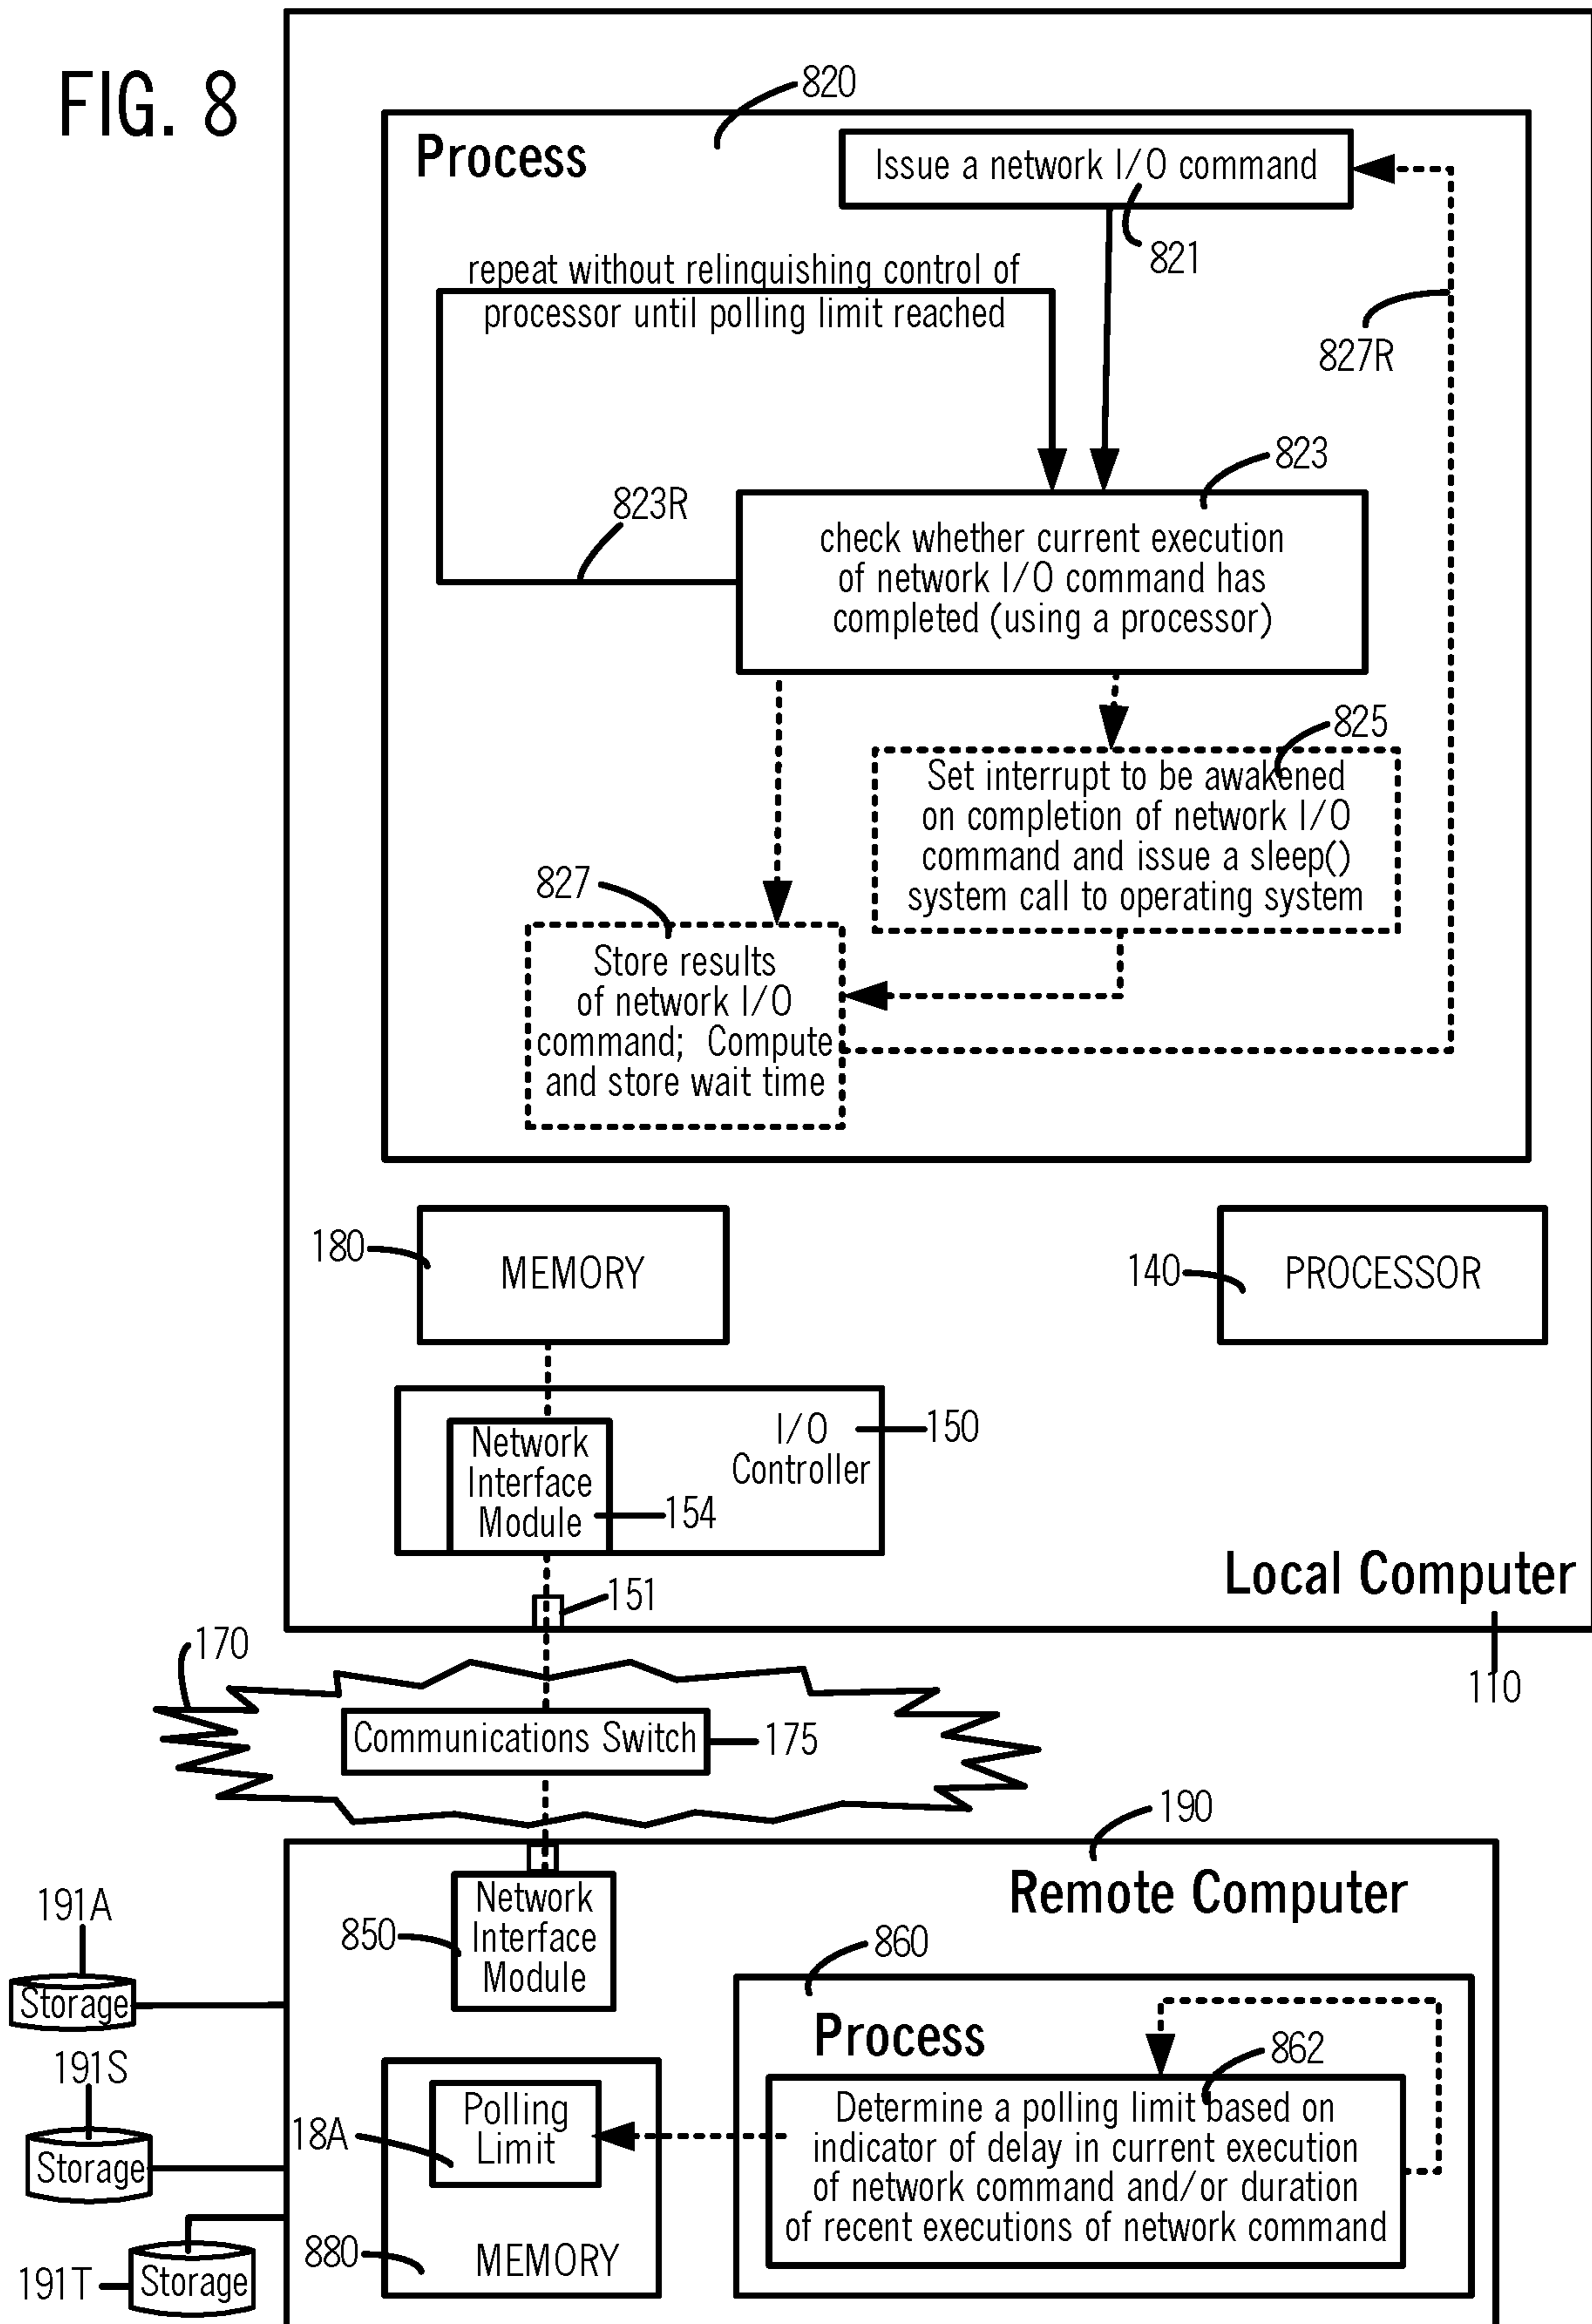 FIG. 8
820
Process
Issue a network I/O command
821
repeat without relinquishing control of
processor until polling limit reached
827R
823
823R
check whether current execution
of network I/O command has
completed (using a processor)
825
Set interrupt to be awakened
on completion of network I/O
command and issue a sleep()
system call to operating system
827
Store results
of network I/O
command; Compute
and store wait time
180
MEMORY
140
PROCESSOR
I/O
Controller
150
Network
Interface
Module
154
151
Local Computer
110
170
Communications Switch
175
190
Remote Computer
191A
Storage
850
Network
Interface
Module
860
Process
862
191S
Storage
18A
Polling
Limit
Determine a polling limit based on
indicator of delay in current execution
of network command and/or duration
of recent executions of network command
880
MEMORY
191T
Storage